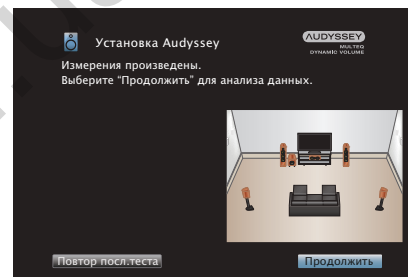 Установка Audyssey
AUDYSSEY
MULTEQ
DYNAMIC VOLUME
Измерения произведены.
Выберите “Продолжить” для анализа данных.
Повтор посл.теста
Продолжить